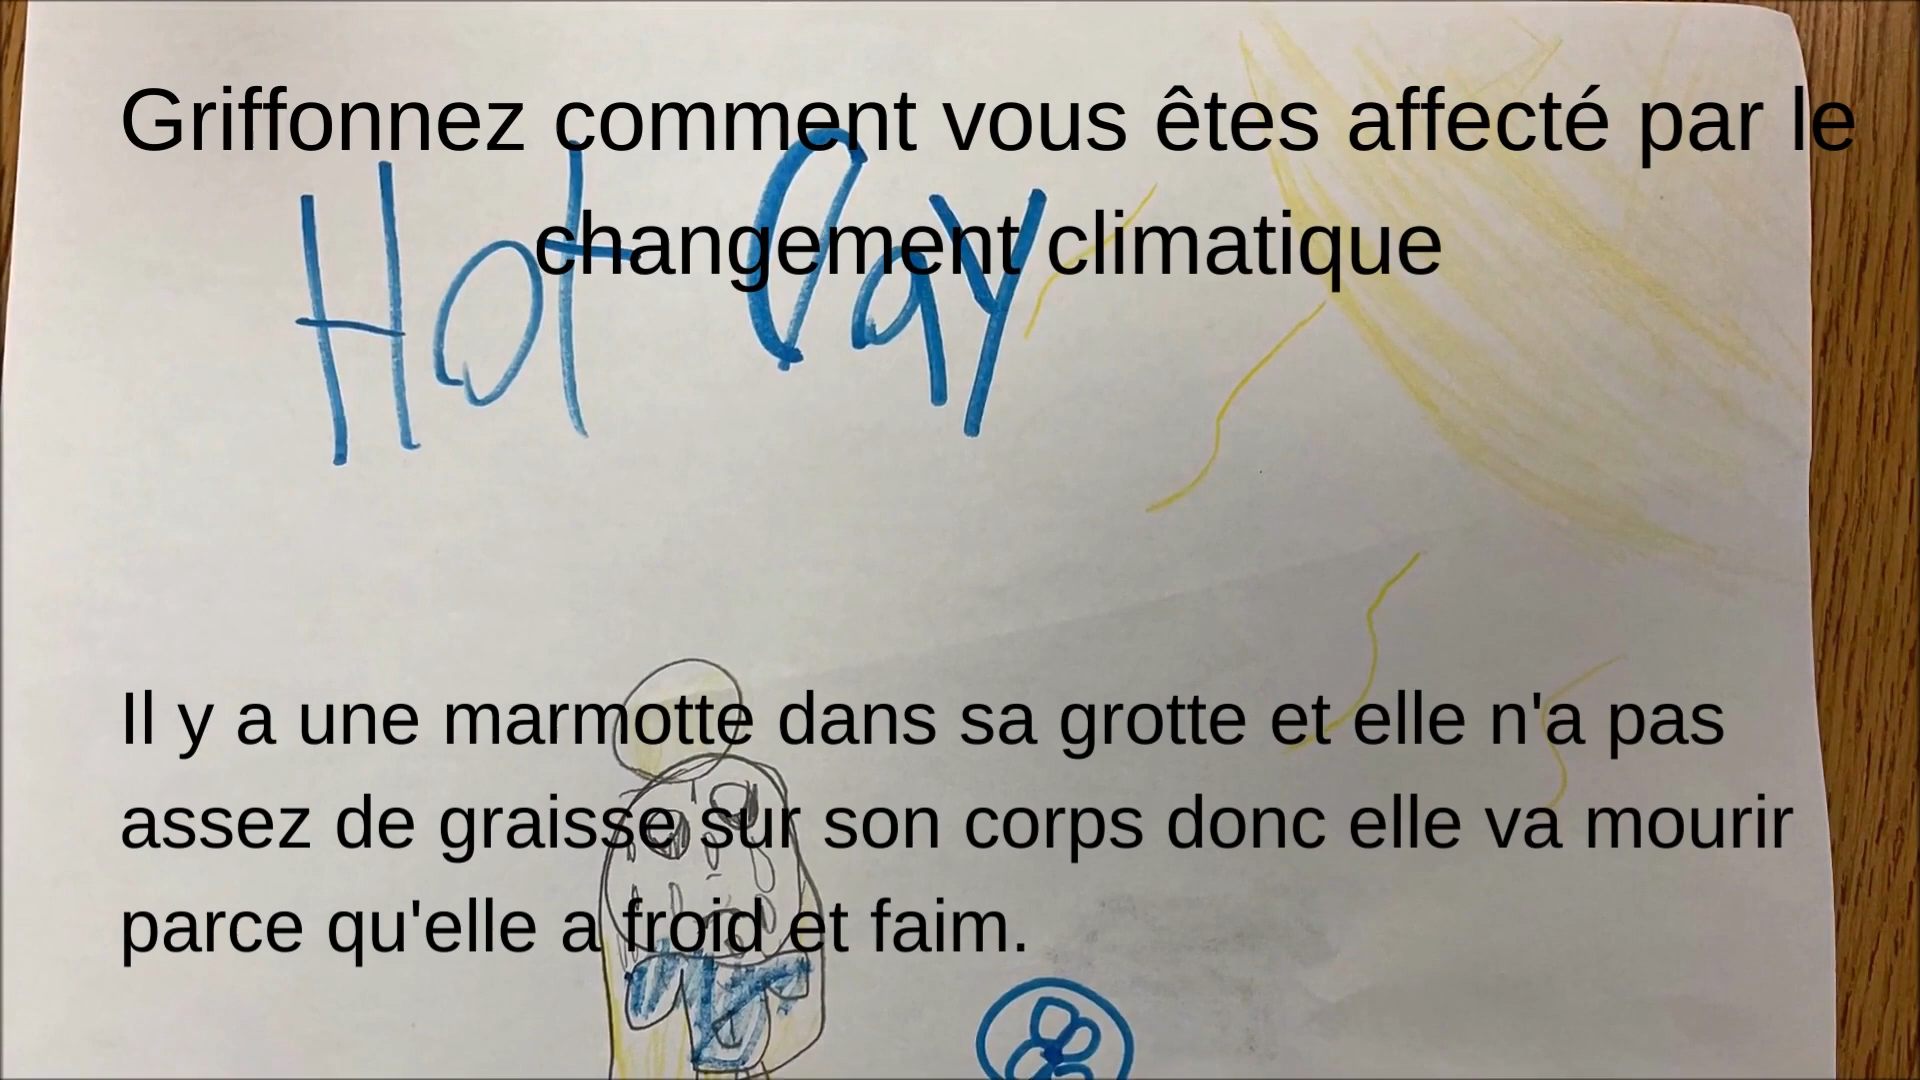 Griffonnez comment vous êtes affecté par le
changement climatique
Hot Day
Il y a une marmotte dans sa grotte et elle n'a pas
assez de graisse sur son corps donc elle va mourir
parce qu'elle a froid et faim.